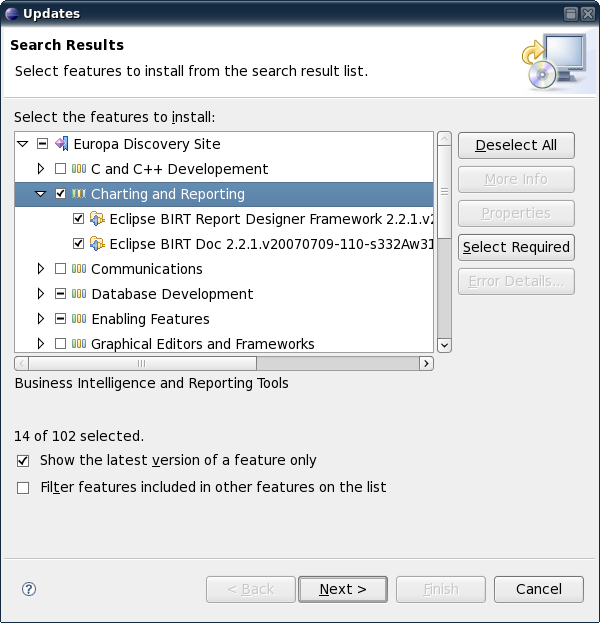 Updates
Search Results
Select features to install from the search result list.
Select the features to install:
Europa Discovery Site
C and C++ Developement
Charting and Reporting
Eclipse BIRT Report Designer Framework 2.2.1.v2
Eclipse BIRT Doc 2.2.1.v20070709-110-s332Aw31
Communications
Database Development
Enabling Features
Graphical Editors and Frameworks
Deselect All
More Info
Properties
Select Required
Error Details...
Business Intelligence and Reporting Tools
14 of 102 selected.
Show the latest version of a feature only
Filter features included in other features on the list
? < Back Next > Finish Cancel